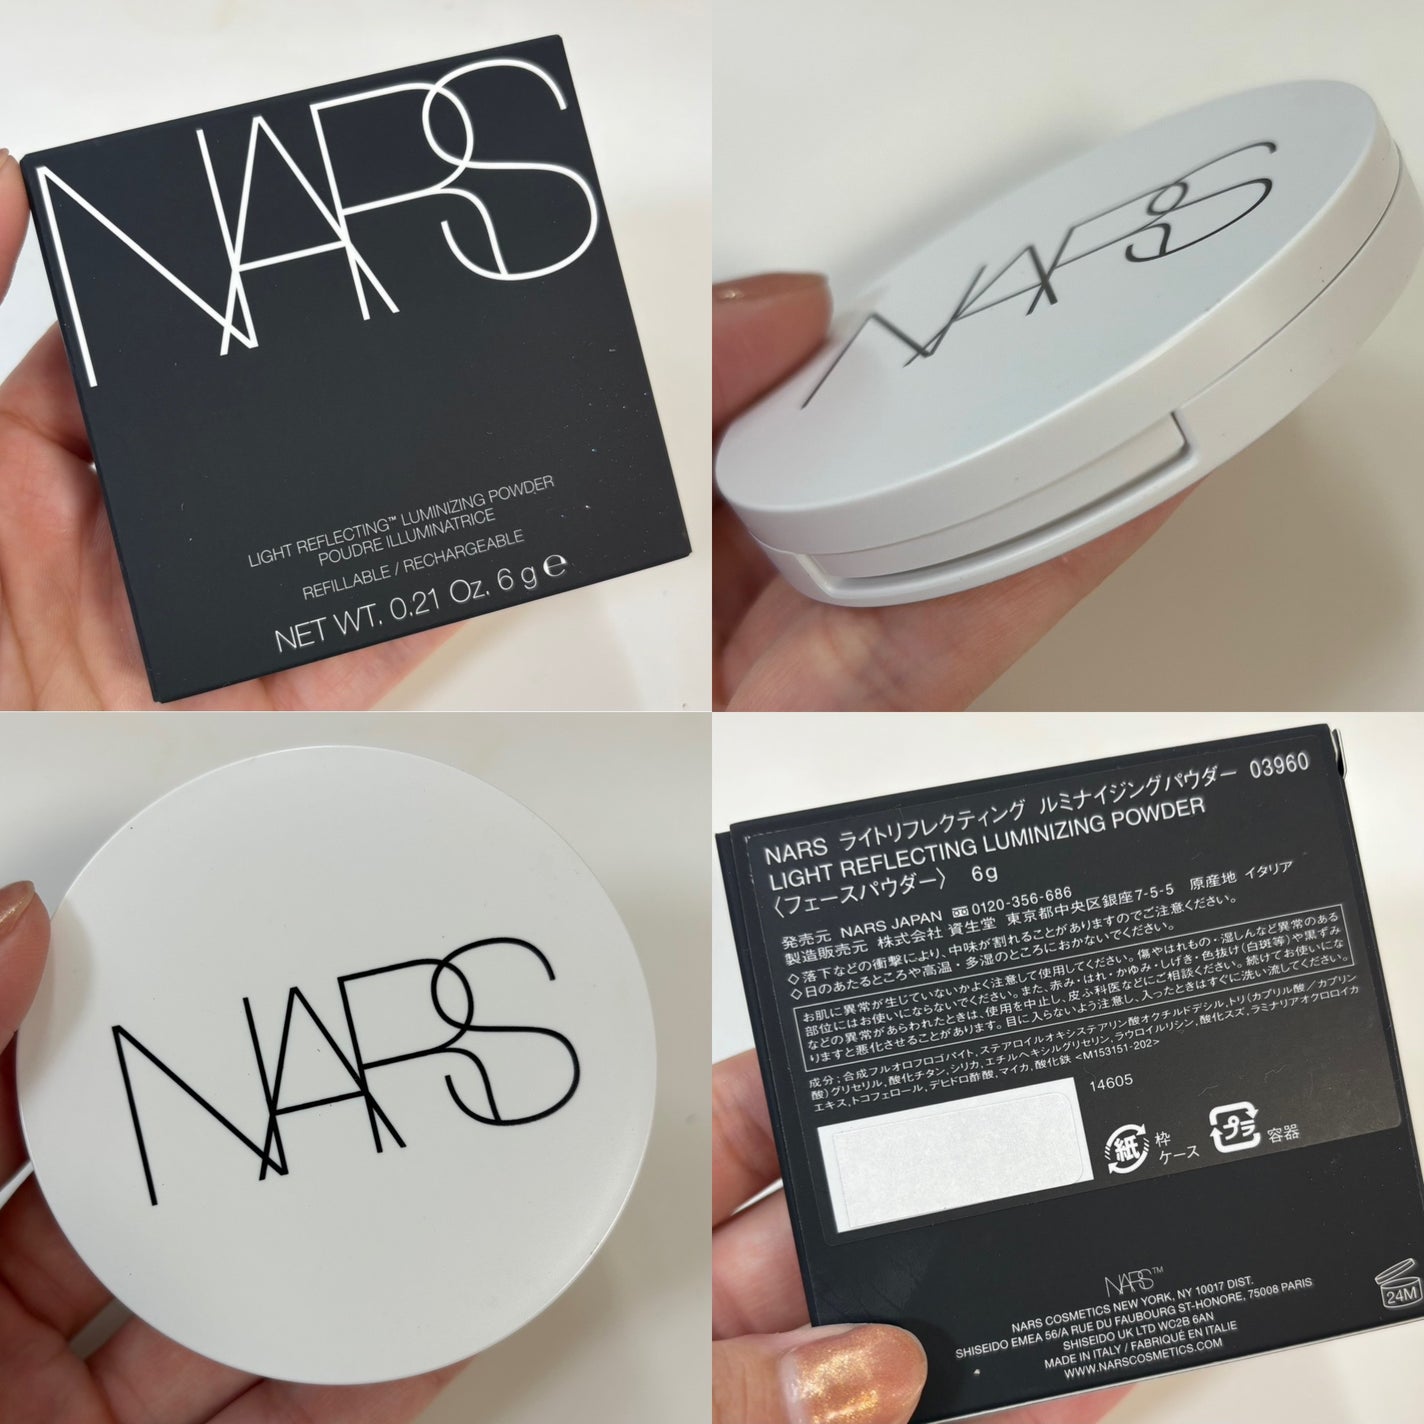 NARS
LIGHT REFLECTING™ LUMINIZING POWDER
POUDRE ILLUMINATRICE
REFILLABLE / RECHARGEABLE
NET WT. 0.21 Oz. 6 g ℮
NARS
NARS
NARS ライトリフレクティング ルミナイジングパウダー 03960
LIGHT REFLECTING LUMINIZING POWDER
〈フェースパウダー〉 6g
発売元 NARS JAPAN 0120-356-686
製造販売元 株式会社 資生堂 東京都中央区銀座7-5-5 原産地 イタリア
◇落下などの衝撃により、中味が割れることがありますのでご注意ください。
◇日のあたるところや高温・多湿のところにおかないでください。
お肌に異常が生じていないかよく注意して使用してください。傷やはれもの・湿しんなど異常のある
部位にはお使いにならないでください。また、赤み・はれ・かゆみ・しげき・色抜け(白斑等)や黒ずみ
などの異常があらわれたときは、使用を中止し、皮ふ科医などにご相談ください。続けてお使いにな
りますと悪化させることがあります。目に入らないよう注意し、入ったときはすぐに洗い流してください。
成分:合成フルオロフロゴパイト,ステアロイルオキシステアリン酸オクチルドデシル,トリ(カプリル酸/カプリン
酸)グリセリル,酸化チタン,シリカ,エチルヘキシルグリセリン,ラウロイルリシン,酸化スズ,ラミナリアオクロロイカ
エキス,トコフェロール,デヒドロ酢酸,マイカ,酸化鉄 <M153151-202>
14605
紙 枠
ケース
プラ 容器
NARS™
NARS COSMETICS NEW YORK, NY 10017 DIST.
SHISEIDO EMEA 56/A RUE DU FAUBOURG ST-HONORE, 75008 PARIS
SHISEIDO UK LTD WC2B 6AN
MADE IN ITALY / FABRIQUÉ EN ITALIE
WWW.NARSCOSMETICS.COM
24M